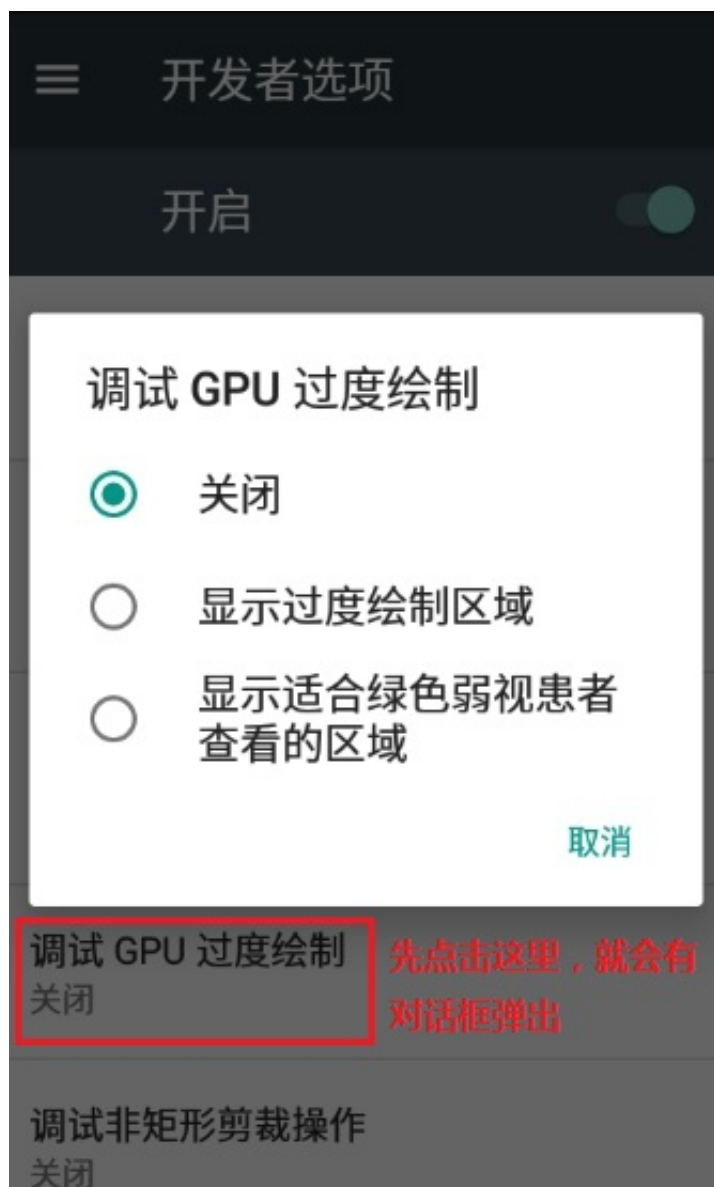 开发者选项
开启
调试 GPU 过度绘制
关闭
显示过度绘制区域
显示适合绿色弱视患者
查看的区域
取消
调试 GPU 过度绘制
关闭
先点击这里，就会有
对话框弹出
调试非矩形剪裁操作
关闭